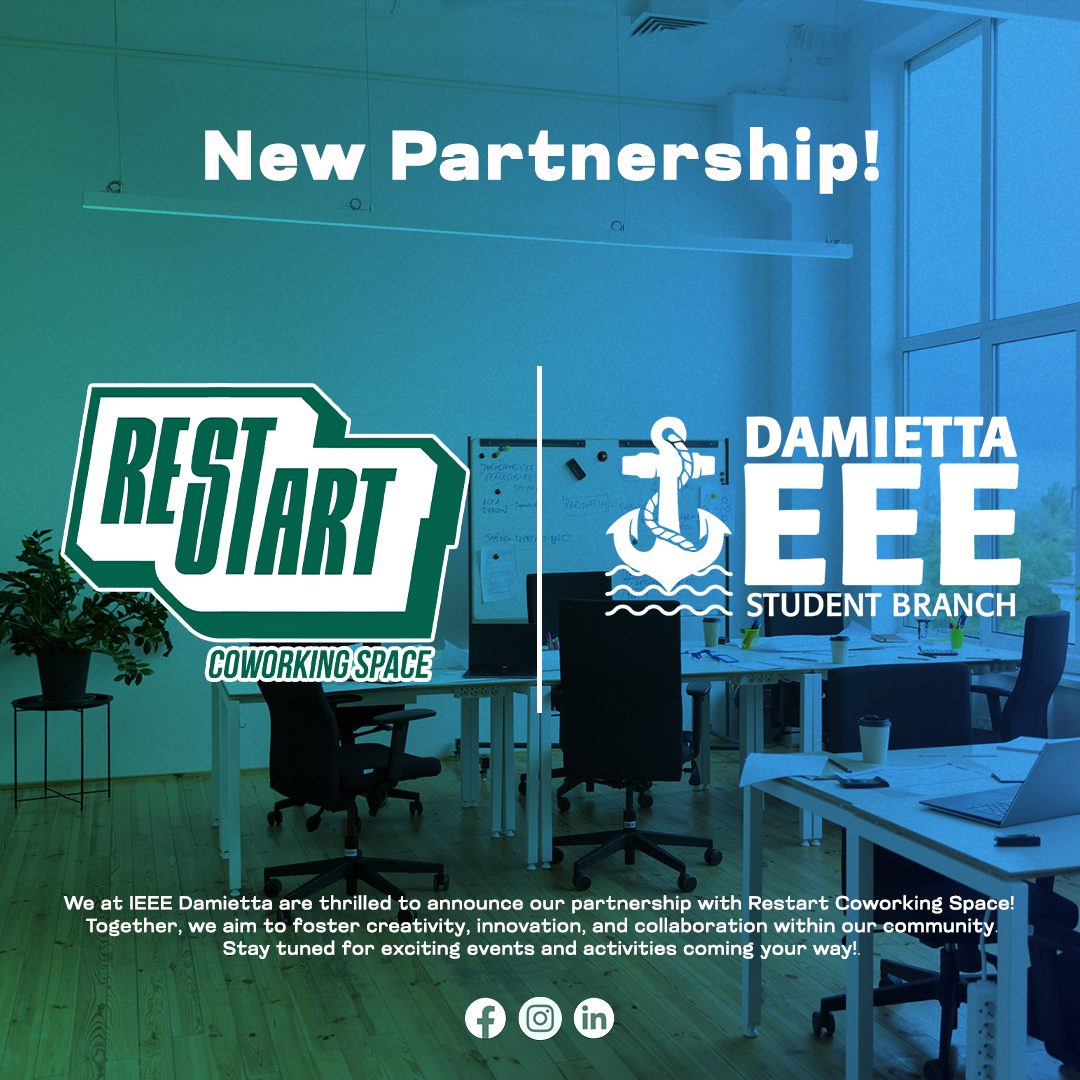 New Partnership!
RESTART
COWORKING SPACE
DAMIETTA
IEEE
STUDENT BRANCH
We at IEEE Damietta are thrilled to announce our partnership with Restart Coworking Space!
Together, we aim to foster creativity, innovation, and collaboration within our community.
Stay tuned for exciting events and activities coming your way!.
f
in